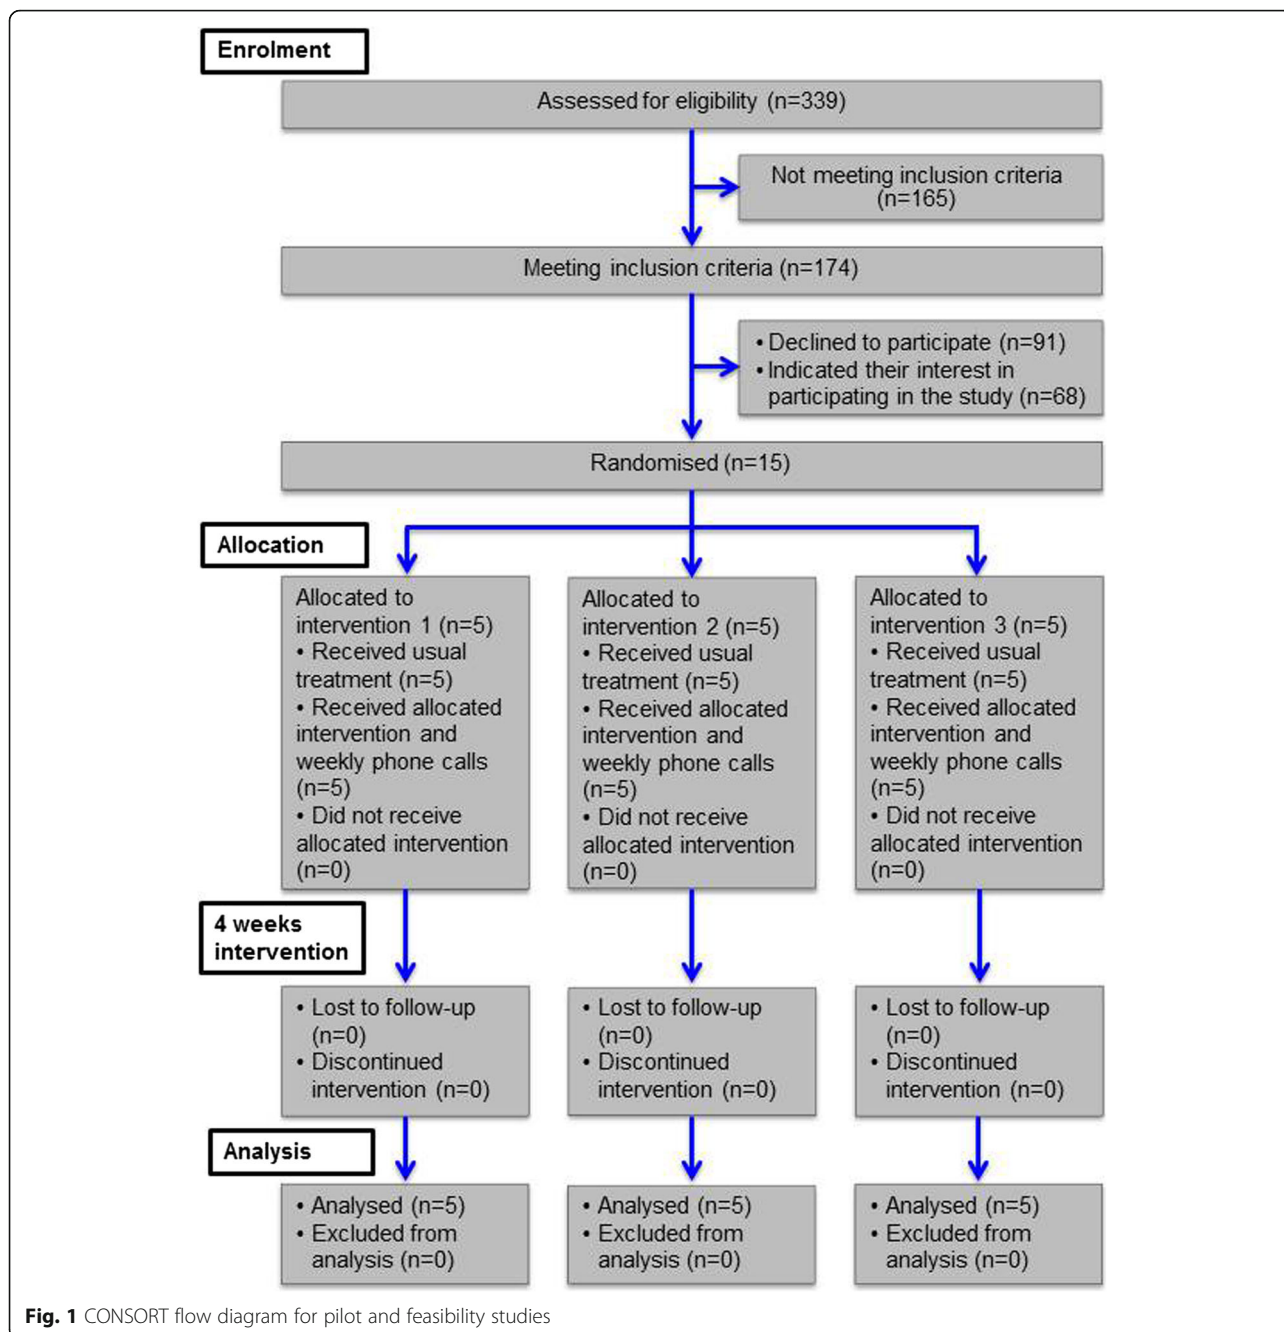 Enrolment
Assessed for eligibility (n=339)
Not meeting inclusion criteria
(n=165)
Meeting inclusion criteria (n=174)
• Declined to participate (n=91)
• Indicated their interest in
participating in the study (n=68)
Randomised (n=15)
Allocation
Allocated to
intervention 1 (n=5)
• Received usual
treatment (n=5)
• Received allocated
intervention and
weekly phone calls
(n=5)
• Did not receive
allocated intervention
(n=0)
Allocated to
intervention 2 (n=5)
• Received usual
treatment (n=5)
• Received allocated
intervention and
weekly phone calls
(n=5)
• Did not receive
allocated intervention
(n=0)
Allocated to
intervention 3 (n=5)
• Received usual
treatment (n=5)
• Received allocated
intervention and
weekly phone calls
(n=5)
• Did not receive
allocated intervention
(n=0)
4 weeks
intervention
• Lost to follow-up
(n=0)
• Discontinued
intervention (n=0)
• Lost to follow-up
(n=0)
• Discontinued
intervention (n=0)
• Lost to follow-up
(n=0)
• Discontinued
intervention (n=0)
Analysis
• Analysed (n=5)
• Excluded from
analysis (n=0)
• Analysed (n=5)
• Excluded from
analysis (n=0)
• Analysed (n=5)
• Excluded from
analysis (n=0)
Fig. 1 CONSORT flow diagram for pilot and feasibility studies